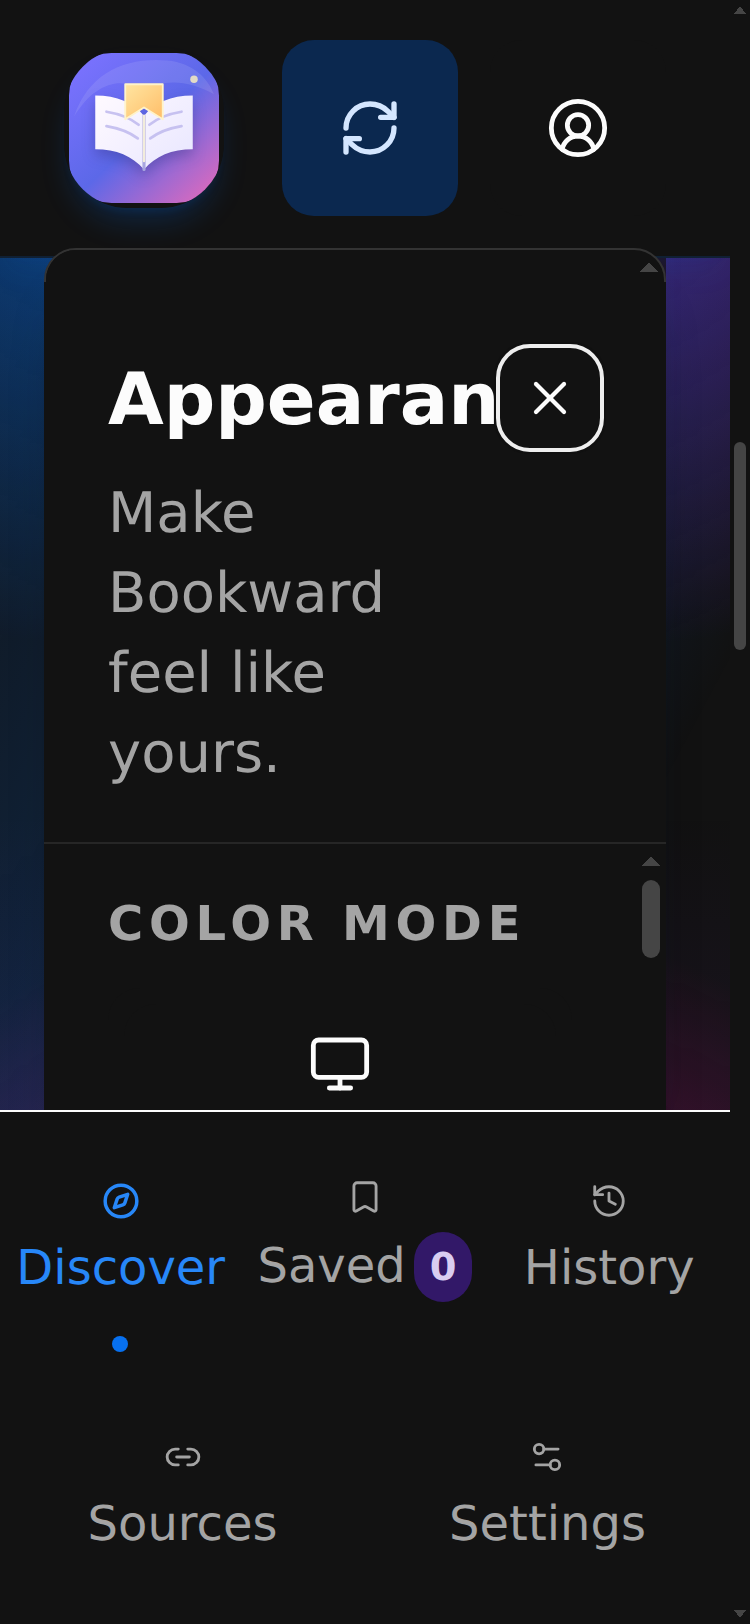 Appearan
Make
Bookward
feel like
yours.
COLOR MODE
Discover
Saved 0
History
Sources
Settings